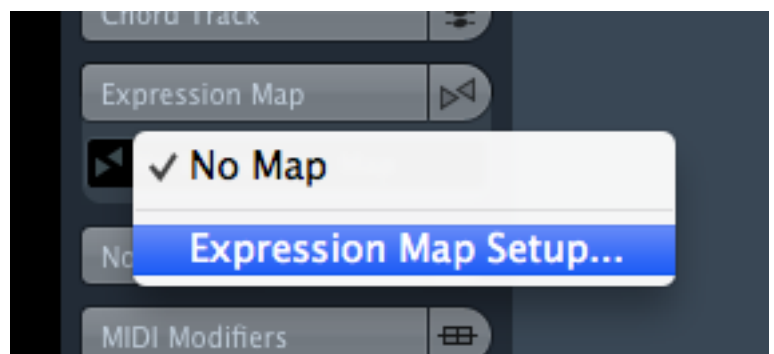 Chord Track
Expression Map
✓ No Map
Expression Map Setup...
MIDI Modifiers